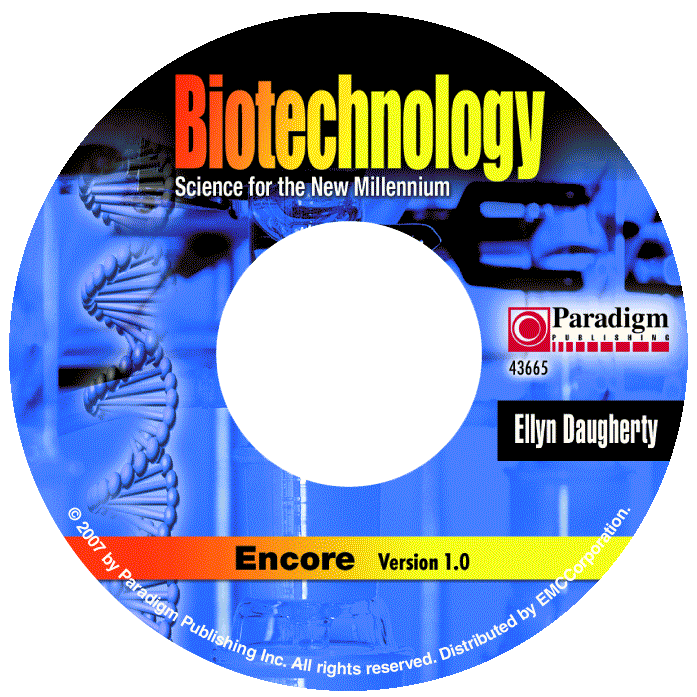 Biotechnology
Science for the New Millennium
Paradigm
PUBLISHING
43665
Ellyn Daugherty
Encore Version 1.0
© 2007 by Paradigm Publishing Inc. All rights reserved. Distributed by EMCCorporation.